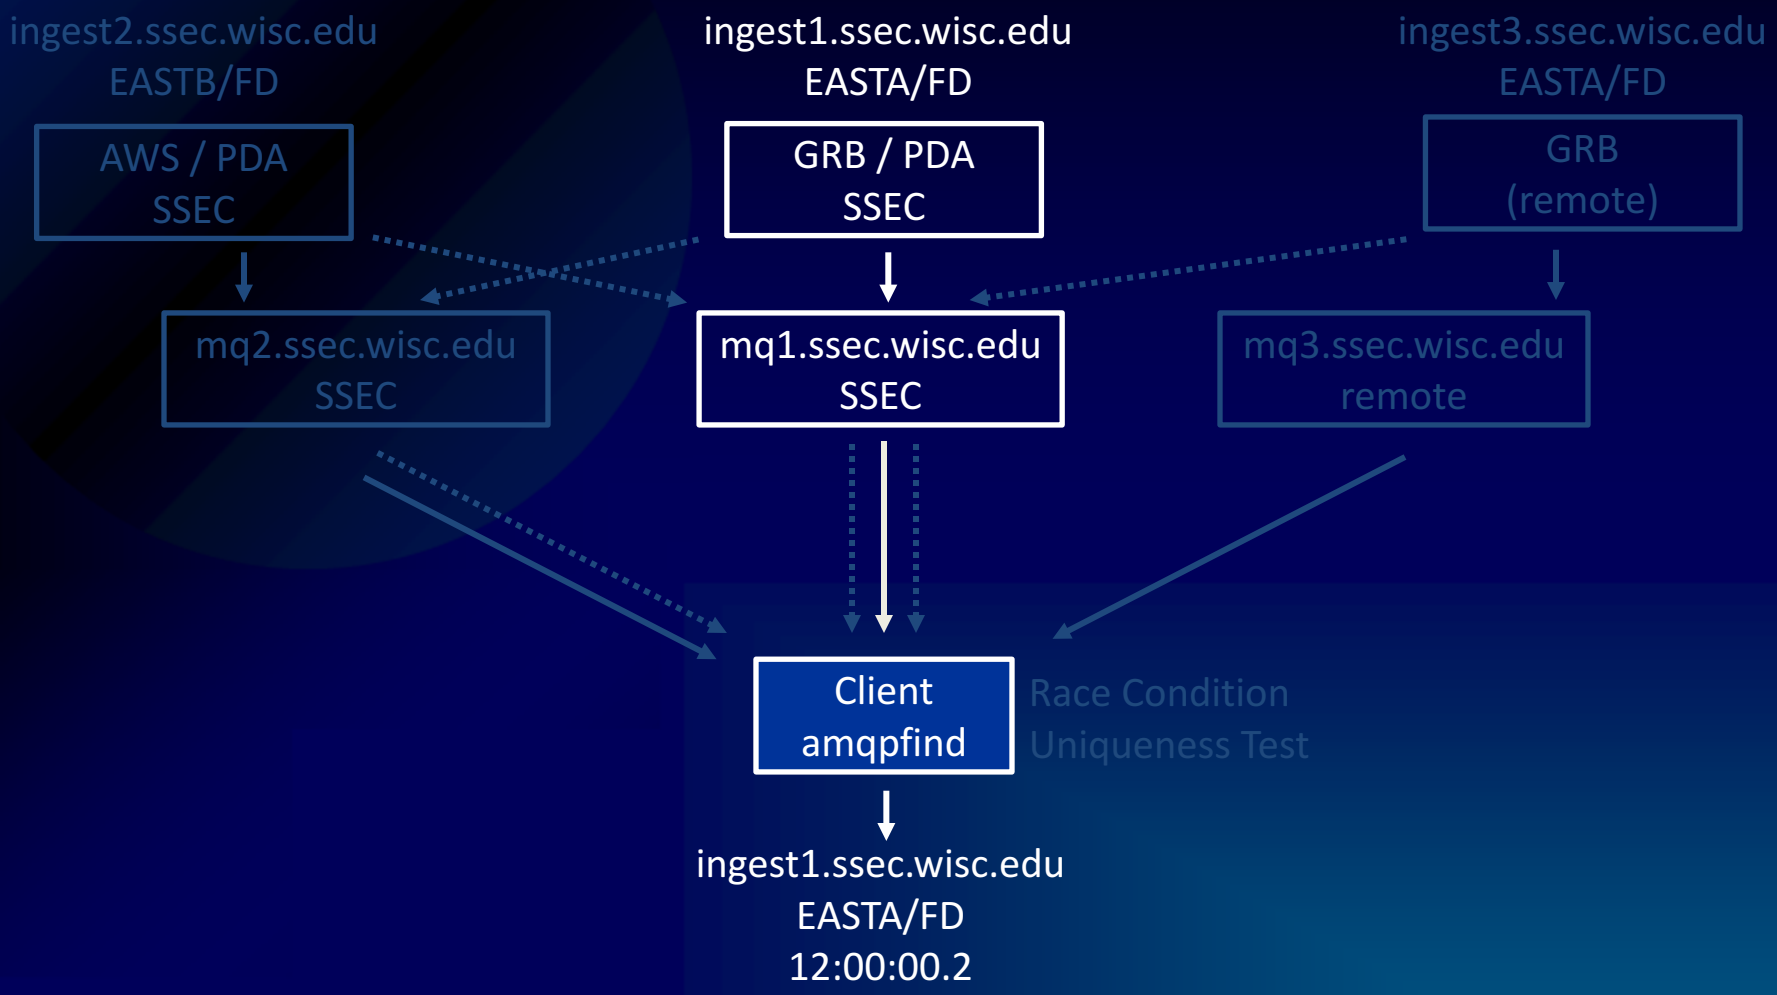 ingest2.ssec.wisc.edu
EASTB/FD
AWS / PDA
SSEC
ingest1.ssec.wisc.edu
EASTA/FD
GRB / PDA
SSEC
ingest3.ssec.wisc.edu
EASTA/FD
GRB
(remote)
mq2.ssec.wisc.edu
SSEC
mq1.ssec.wisc.edu
SSEC
mq3.ssec.wisc.edu
remote
Client
amqpfind
Race Condition
Uniqueness Test
ingest1.ssec.wisc.edu
EASTA/FD
12:00:00.2